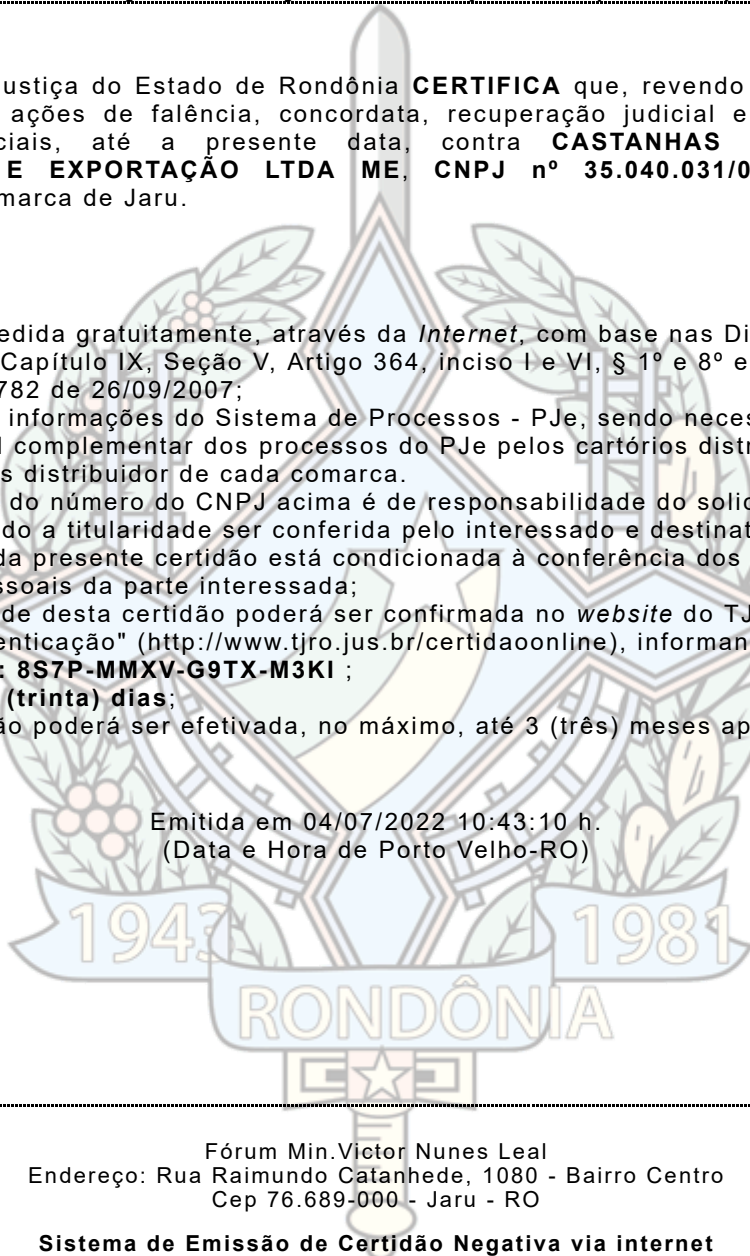 ustiça do Estado de Rondônia CERTIFICA que, revendo
ações de falência, concordata, recuperação judicial e
ciais, até a presente data, contra CASTANHAS
E EXPORTAÇÃO LTDA ME, CNPJ nº 35.040.031/0
marca de Jaru.
edida gratuitamente, através da Internet, com base nas Di
Capítulo IX, Seção V, Artigo 364, inciso I e VI, § 1º e 8º e
782 de 26/09/2007;
informações do Sistema de Processos - PJe, sendo neces
l complementar dos processos do PJe pelos cartórios distr
s distribuidor de cada comarca.
do número do CNPJ acima é de responsabilidade do solic
do a titularidade ser conferida pelo interessado e destinat
da presente certidão está condicionada à conferência dos
ssoais da parte interessada;
de desta certidão poderá ser confirmada no website do TJ
enticação" (http://www.tjro.jus.br/certidaoonline), informan
: 8S7P-MMXV-G9TX-M3KI ;
(trinta) dias;
ão poderá ser efetivada, no máximo, até 3 (três) meses ap
Emitida em 04/07/2022 10:43:10 h.
(Data e Hora de Porto Velho-RO)
1943 1981
RONDÔNIA
Fórum Min.Victor Nunes Leal
Endereço: Rua Raimundo Catanhede, 1080 - Bairro Centro
Cep 76.689-000 - Jaru - RO
Sistema de Emissão de Certidão Negativa via internet